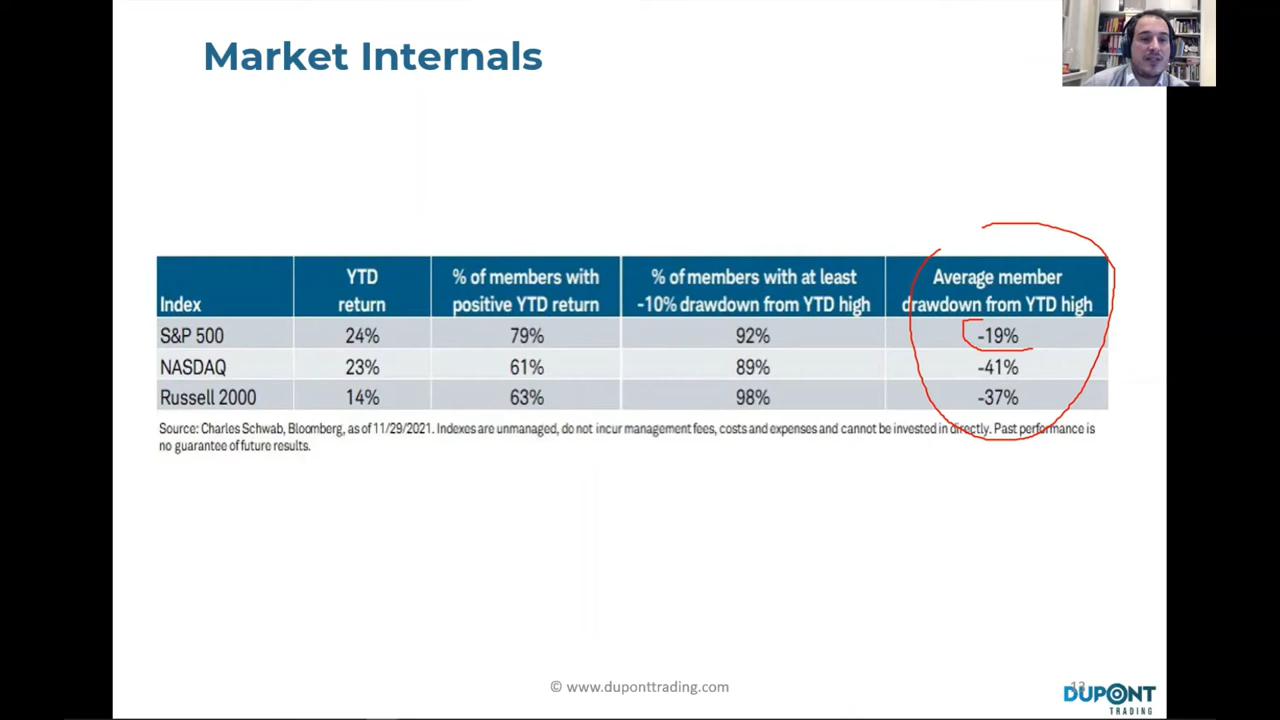 Market Internals
Index YTD return % of members with positive YTD return % of members with at least -10% drawdown from YTD high Average member drawdown from YTD high
S&P 500 24% 79% 92% -19%
NASDAQ 23% 61% 89% -41%
Russell 2000 14% 63% 98% -37%
Source: Charles Schwab, Bloomberg, as of 11/29/2021. Indexes are unmanaged, do not incur management fees, costs and expenses and cannot be invested in directly. Past performance is
no guarantee of future results.
© www.duponttrading.com
DUPONT
TRADING